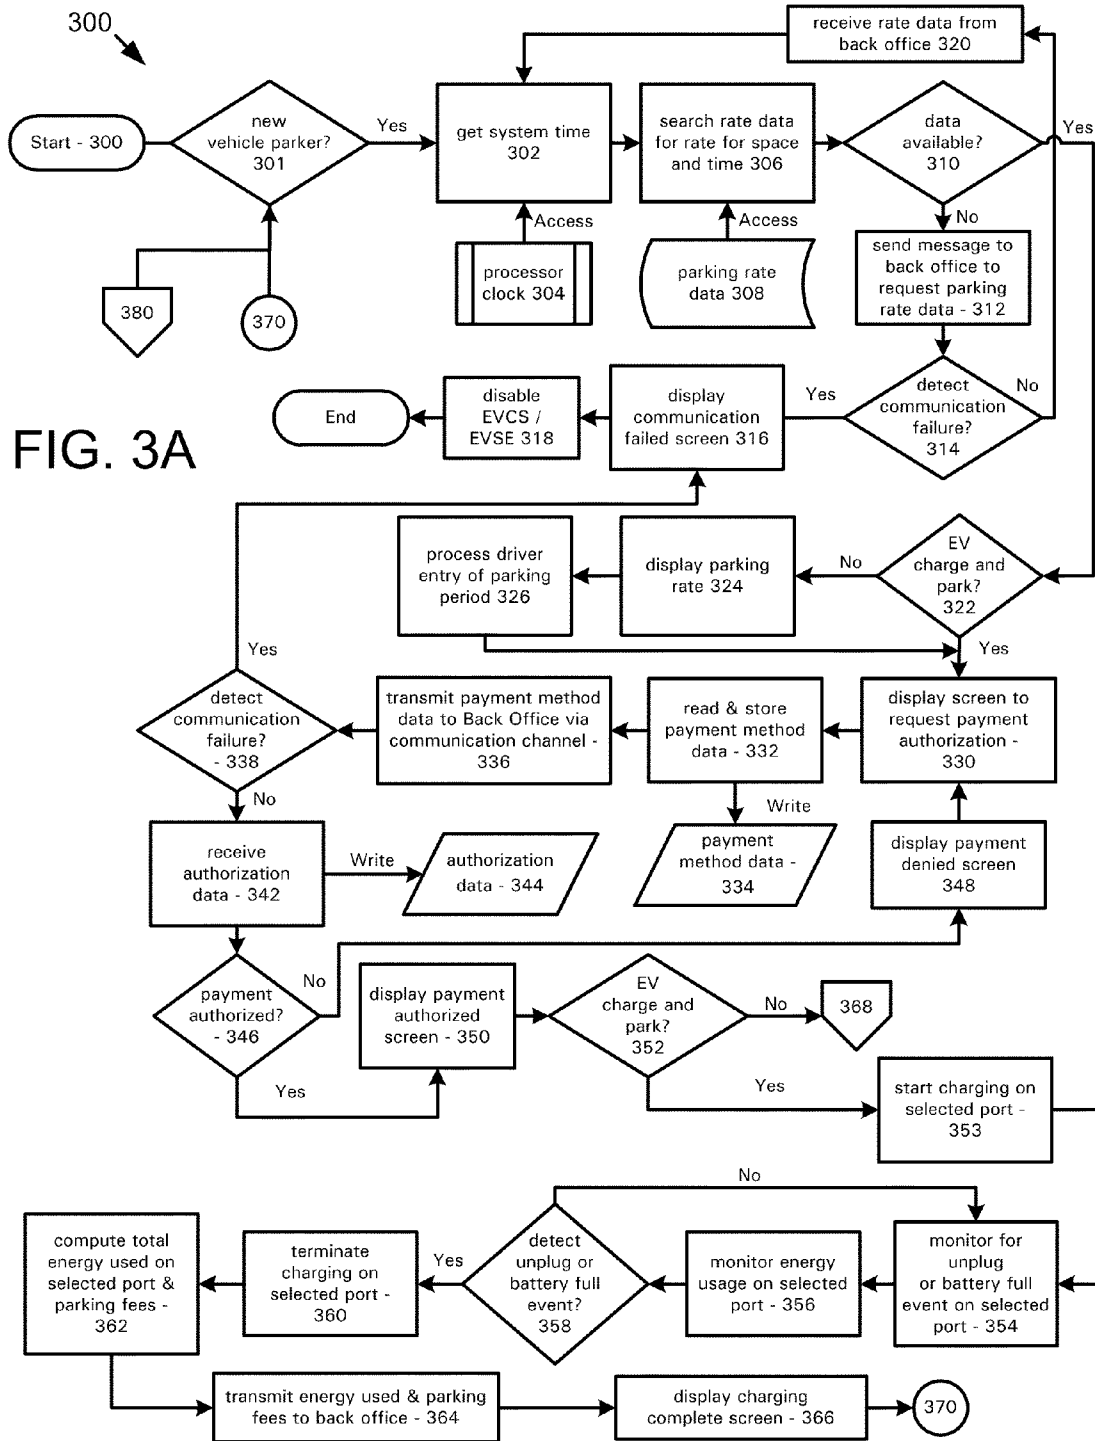 300
receive rate data from
back office 320
Start - 300
new
vehicle parker?
301
Yes
get system time
302
search rate data
for rate for space
and time 306
data
available?
310
Yes
Access
Access
No
380
370
processor
clock 304
parking rate
data 308
send message to
back office to
request parking
rate data - 312
End
disable
EVCS /
EVSE 318
display
communication
failed screen 316
Yes
detect
communication
failure?
314
No
FIG. 3A
process driver
entry of parking
period 326
display parking
rate 324
No
EV
charge and
park?
322
Yes
Yes
detect
communication
failure?
- 338
transmit payment method
data to Back Office via
communication channel -
336
read & store
payment method
data - 332
display screen to
request payment
authorization -
330
No
Write
receive
authorization
data - 342
Write
authorization
data - 344
payment
method data -
334
display payment
denied screen
348
payment
authorized?
- 346
No
display payment
authorized
screen - 350
EV
charge and
park?
352
No
368
Yes
Yes
start charging on
selected port -
353
No
compute total
energy used on
selected port &
parking fees -
362
terminate
charging on
selected port -
360
Yes
detect
unplug or
battery full
event?
358
monitor energy
usage on selected
port - 356
monitor for
unplug
or battery full
event on selected
port - 354
transmit energy used & parking
fees to back office - 364
display charging
complete screen - 366
370